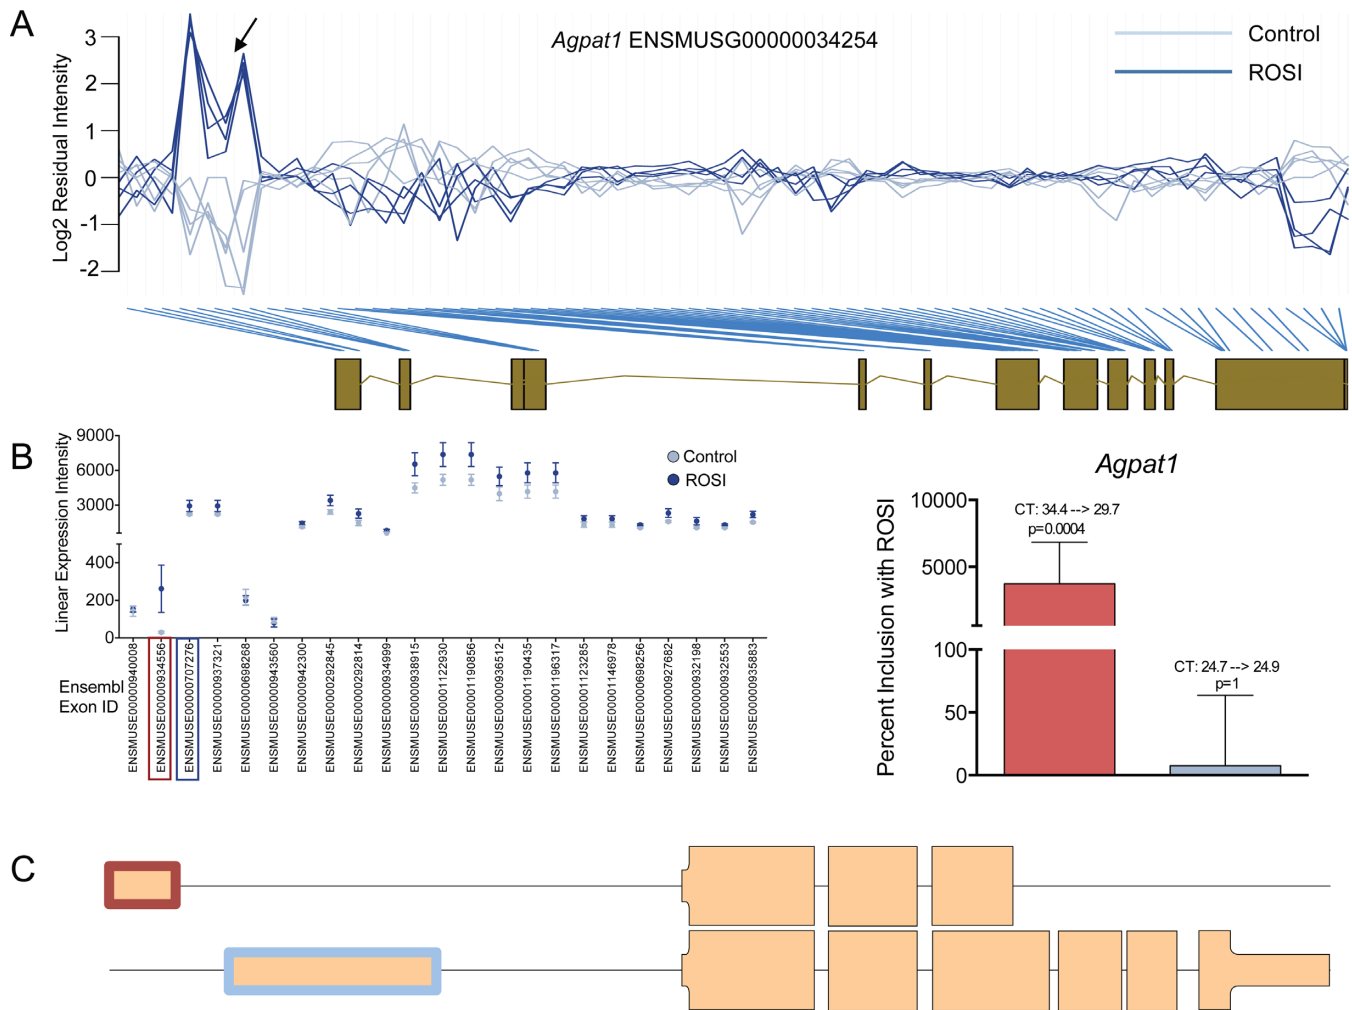 A
Agpat1 ENSMUSG00000034254
Control
ROSI
Log2 Residual Intensity
3
2
1
0
-1
-2
B
Linear Expression Intensity
9000
6000
3000
400
200
0
Control
ROSI
Ensembl
Exon ID
ENSMUSE00000940008
ENSMUSE00000934556
ENSMUSE00000707276
ENSMUSE00000937321
ENSMUSE00000698268
ENSMUSE00000943560
ENSMUSE00000942300
ENSMUSE00000292845
ENSMUSE00000292814
ENSMUSE00000934999
ENSMUSE00000938915
ENSMUSE00001122930
ENSMUSE00001190856
ENSMUSE00000936512
ENSMUSE00001190435
ENSMUSE00001196317
ENSMUSE00001123285
ENSMUSE00001146978
ENSMUSE00000698256
ENSMUSE00000927682
ENSMUSE00000932198
ENSMUSE00000932553
ENSMUSE00000935883
Agpat1
Percent Inclusion with ROSI
10000
5000
100
50
0
CT: 34.4 --> 29.7
p=0.0004
CT: 24.7 --> 24.9
p=1
C